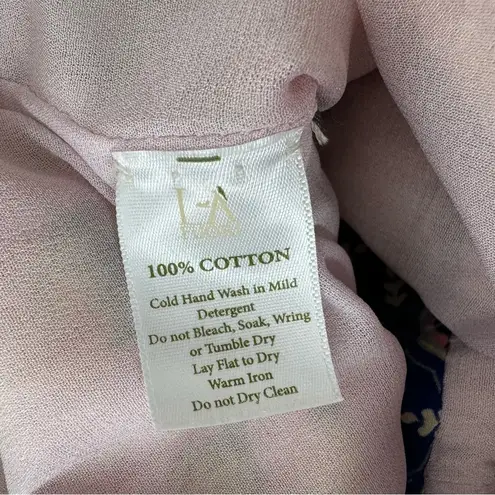 LA
100% COTTON
Cold Hand Wash in Mild
Detergent
Do not Bleach, Soak, Wring
or Tumble Dry
Lay Flat to Dry
Warm Iron
Do not Dry Clean